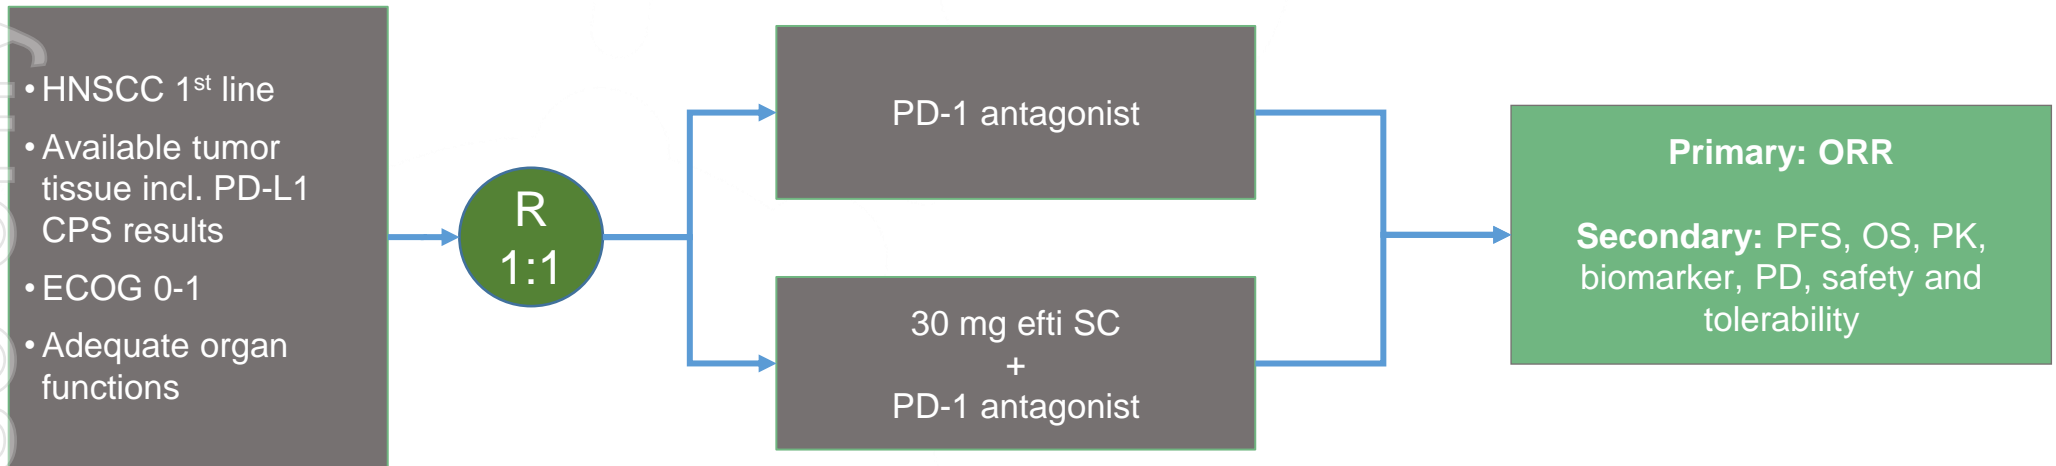 • HNSCC 1st line
• Available tumor
tissue incl. PD-L1
CPS results
• ECOG 0-1
• Adequate organ
functions
R
1:1
PD-1 antagonist
30 mg efti SC
+
PD-1 antagonist
Primary: ORR
Secondary: PFS, OS, PK,
biomarker, PD, safety and
tolerability